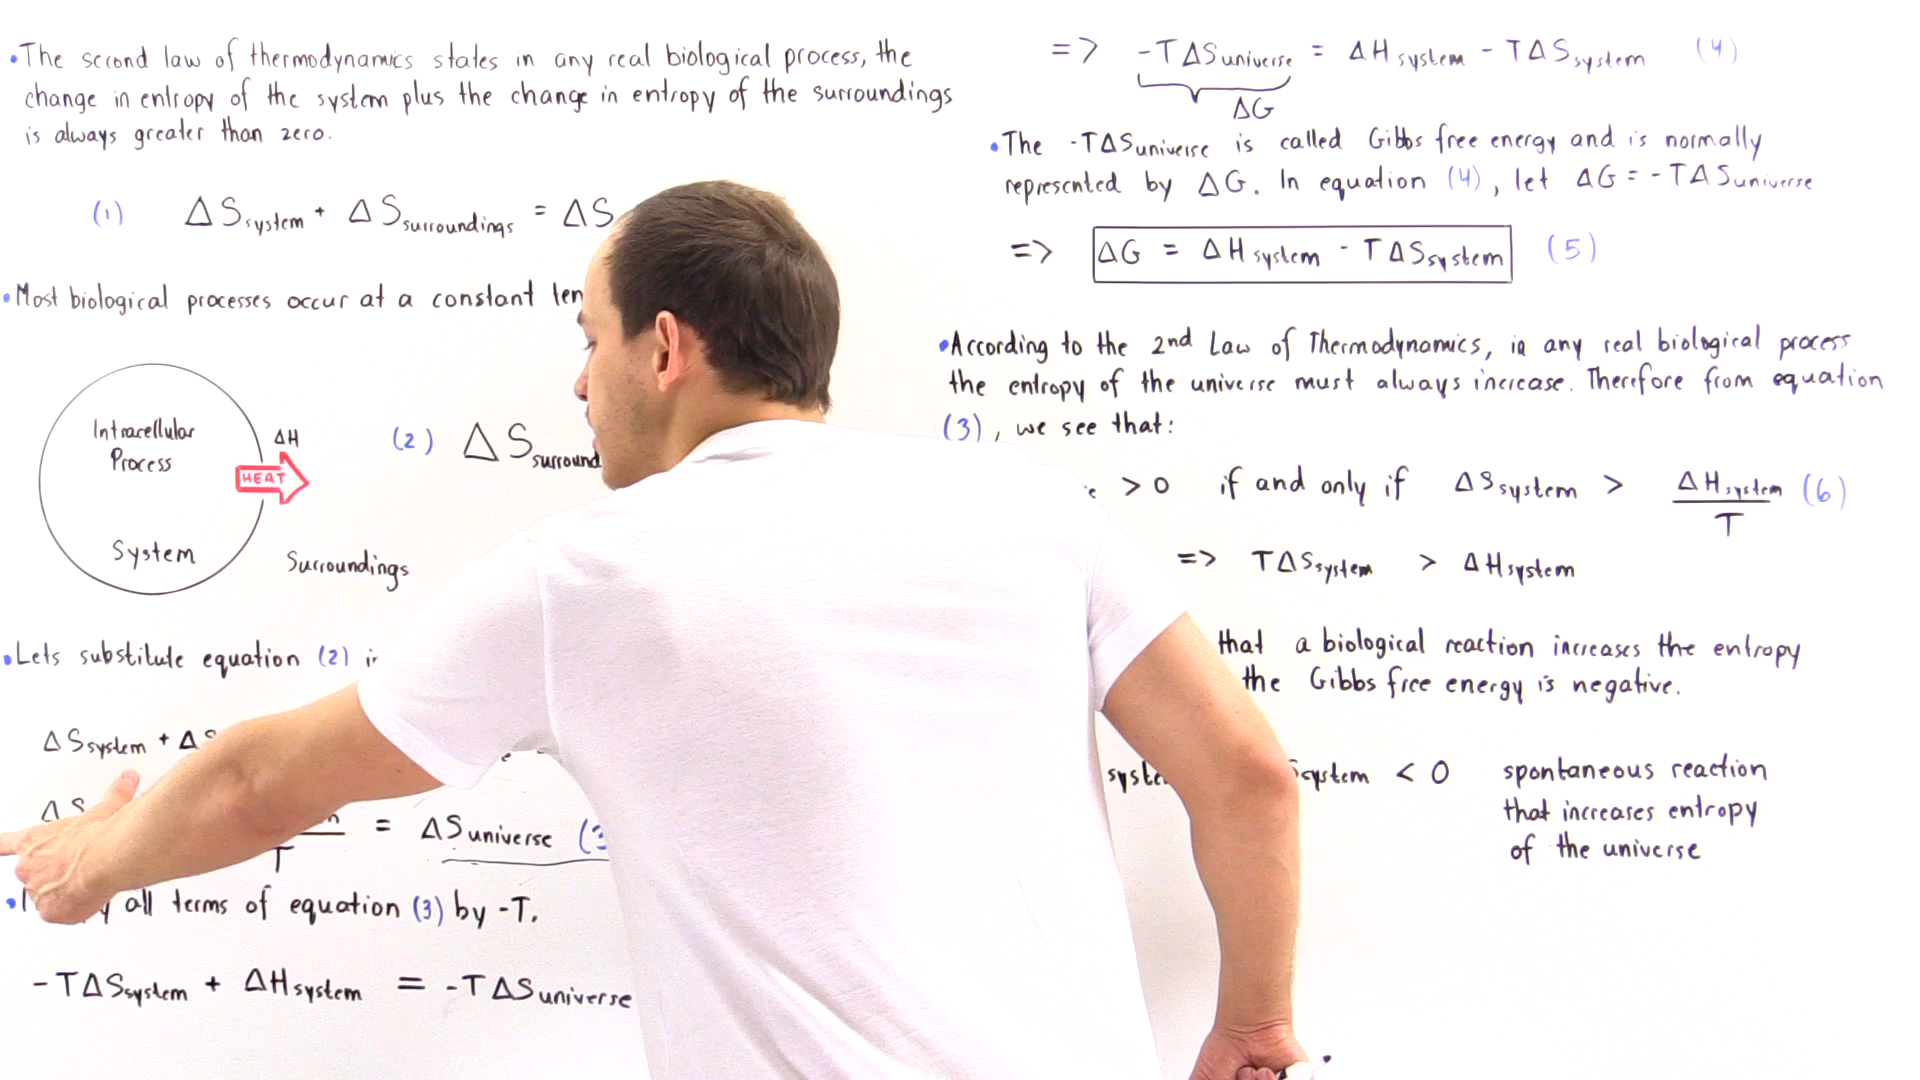 •The second law of thermodynamics states in any real biological process, the
change in entropy of the system plus the change in entropy of the surroundings
is always greater than zero.
(1) ΔSsystem + ΔSsurroundings = ΔS
•Most biological processes occur at a constant
Intracellular
Process
ΔH
HEAT
System
Surroundings
(2) ΔSsurround
•Lets substitute equation (2)
ΔSsystem + ΔS
ΔS
T
= ΔSuniverse (3
all terms of equation (3) by -T.
-TΔSsystem + ΔHsystem = -TΔSuniverse
=> -TΔSuniverse = ΔHsystem - TΔSsystem (4)
ΔG
•The -TΔSuniverse is called Gibbs free energy and is normally
represented by ΔG. In equation (4), let ΔG = -TΔSuniverse
=> ΔG = ΔHsystem - TΔSsystem (5)
•According to the 2nd Law of Thermodynamics, in any real biological process
the entropy of the universe must always increase. Therefore from equation
(3), we see that:
> 0 if and only if ΔSsystem > ΔHsystem/T (6)
=> TΔSsystem > ΔHsystem
that a biological reaction increases the entropy
the Gibbs free energy is negative.
system < 0 spontaneous reaction
that increases entropy
of the universe